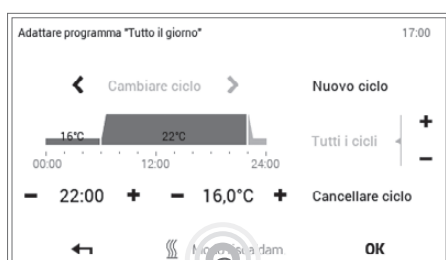 Adattare programma "Tutto il giorno" 17:00
Cambiare ciclo Nuovo ciclo
16°C 22°C Tutti i cicli +
00:00 12:00 24:00 −
− 22:00 + − 16,0°C + Cancellare ciclo
OK